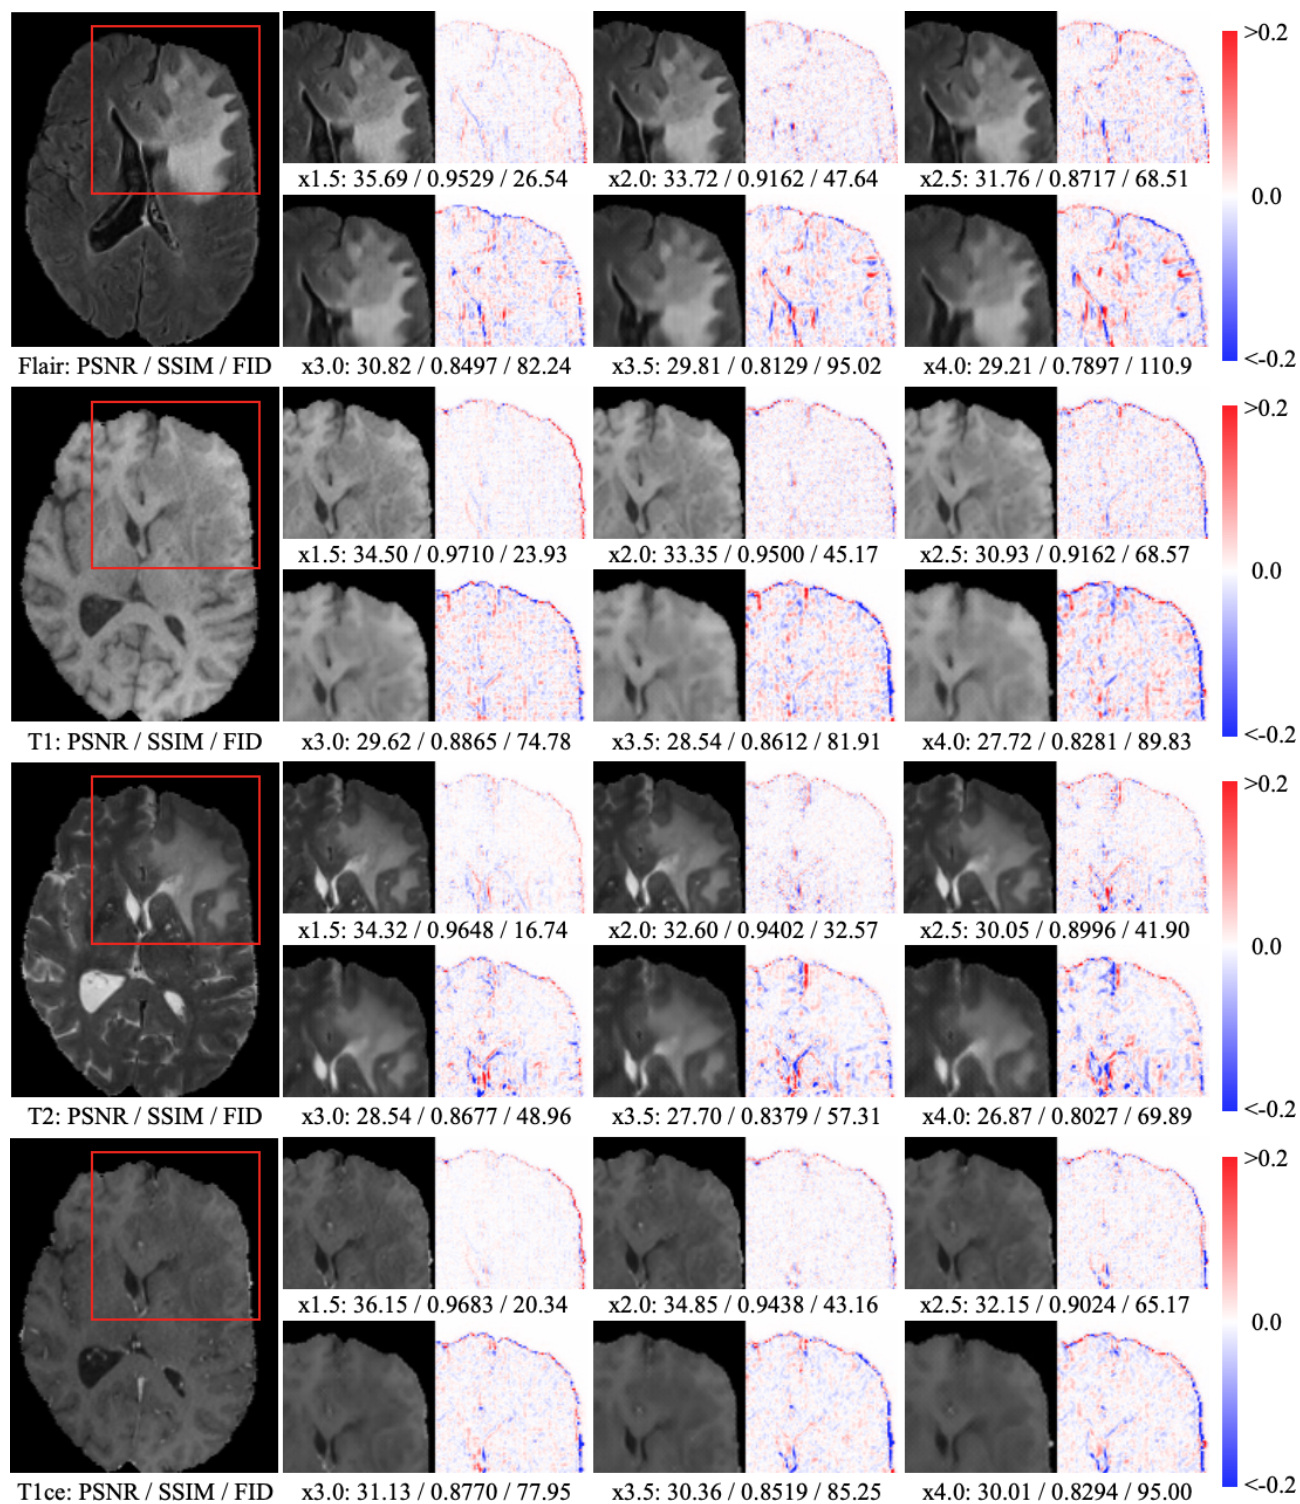 >0.2
x1.5: 35.69 / 0.9529 / 26.54 x2.0: 33.72 / 0.9162 / 47.64 x2.5: 31.76 / 0.8717 / 68.51
0.0
Flair: PSNR / SSIM / FID x3.0: 30.82 / 0.8497 / 82.24 x3.5: 29.81 / 0.8129 / 95.02 x4.0: 29.21 / 0.7897 / 110.9
<-0.2
>0.2
x1.5: 34.50 / 0.9710 / 23.93 x2.0: 33.35 / 0.9500 / 45.17 x2.5: 30.93 / 0.9162 / 68.57
0.0
T1: PSNR / SSIM / FID x3.0: 29.62 / 0.8865 / 74.78 x3.5: 28.54 / 0.8612 / 81.91 x4.0: 27.72 / 0.8281 / 89.83
<-0.2
>0.2
x1.5: 34.32 / 0.9648 / 16.74 x2.0: 32.60 / 0.9402 / 32.57 x2.5: 30.05 / 0.8996 / 41.90
0.0
T2: PSNR / SSIM / FID x3.0: 28.54 / 0.8677 / 48.96 x3.5: 27.70 / 0.8379 / 57.31 x4.0: 26.87 / 0.8027 / 69.89
<-0.2
>0.2
x1.5: 36.15 / 0.9683 / 20.34 x2.0: 34.85 / 0.9438 / 43.16 x2.5: 32.15 / 0.9024 / 65.17
0.0
T1ce: PSNR / SSIM / FID x3.0: 31.13 / 0.8770 / 77.95 x3.5: 30.36 / 0.8519 / 85.25 x4.0: 30.01 / 0.8294 / 95.00
<-0.2